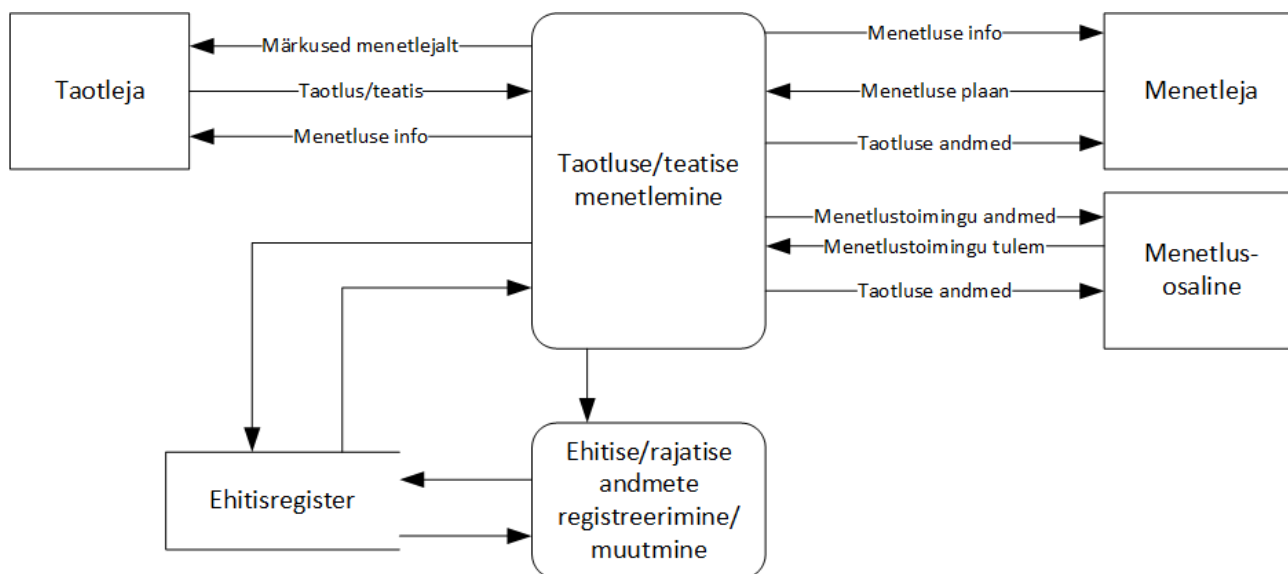 Taotleja
Märkused menetlejalt
Taotlus/teatis
Menetluse info
Taotluse/teatise
menetlemine
Menetluse info
Menetluse plaan
Taotluse andmed
Menetleja
Menetlustoimingu andmed
Menetlustoimingu tulem
Taotluse andmed
Menetlus-
osaline
Ehitisregister
Ehitise/rajatise
andmete
registreerimine/
muutmine